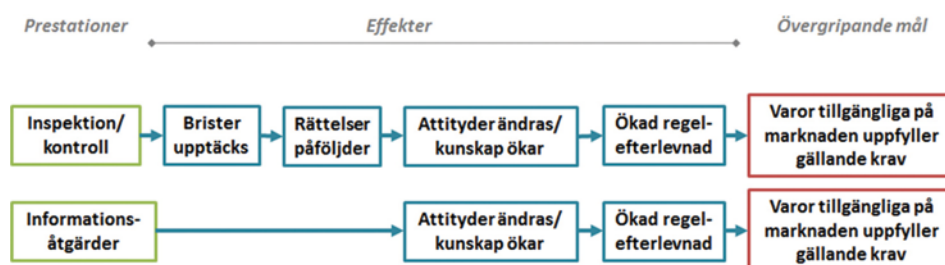 Prestationer
Effekter
Övergripande mål
Inspektion/
kontroll
Brister
upptäcks
Rättelser
påföljder
Attityder ändras/
kunskap ökar
Ökad regel-
efterlevnad
Varor tillgängliga på
marknaden uppfyller
gällande krav
Informations-
åtgärder
Attityder ändras/
kunskap ökar
Ökad regel-
efterlevnad
Varor tillgängliga på
marknaden uppfyller
gällande krav